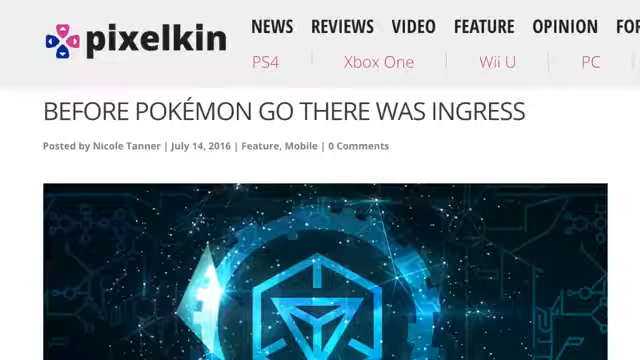 pixelkin
NEWS REVIEWS VIDEO FEATURE OPINION
PS4 Xbox One Wii U PC
BEFORE POKÉMON GO THERE WAS INGRESS
Posted by Nicole Tanner | July 14, 2016 | Feature, Mobile | 0 Comments